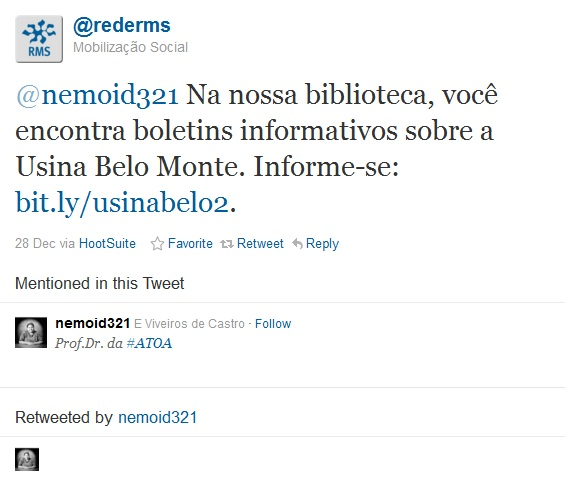 RMS
@rederms
Mobilização Social
@nemoid321 Na nossa biblioteca, você
encontra boletins informativos sobre a
Usina Belo Monte. Informe-se:
bit.ly/usinabelo2.
28 Dec via HootSuite Favorite Retweet Reply
Mentioned in this Tweet
nemoid321 E Viveiros de Castro · Follow
Prof.Dr. da #ATOA
Retweeted by nemoid321